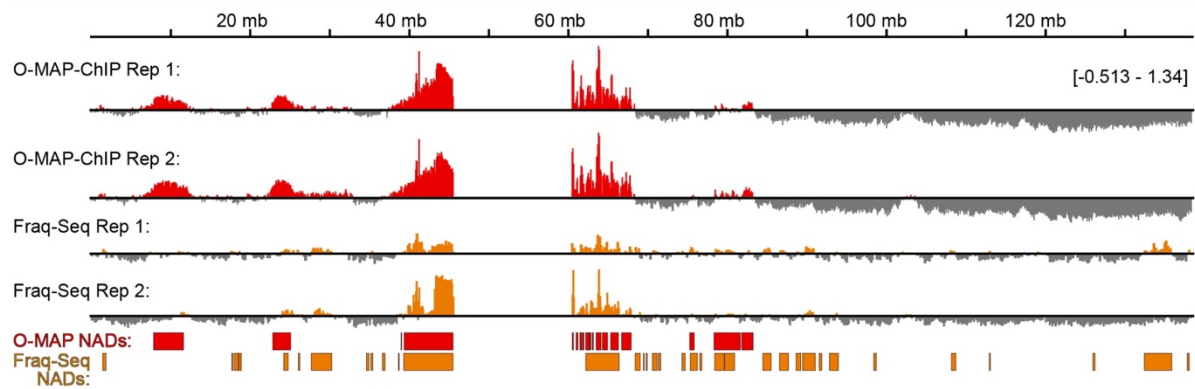 20 mb 40 mb 60 mb 80 mb 100 mb 120 mb
O-MAP-ChIP Rep 1:
[-0.513 - 1.34]
O-MAP-ChIP Rep 2:
Fraq-Seq Rep 1:
Fraq-Seq Rep 2:
O-MAP NADs:
Fraq-Seq
NADs: